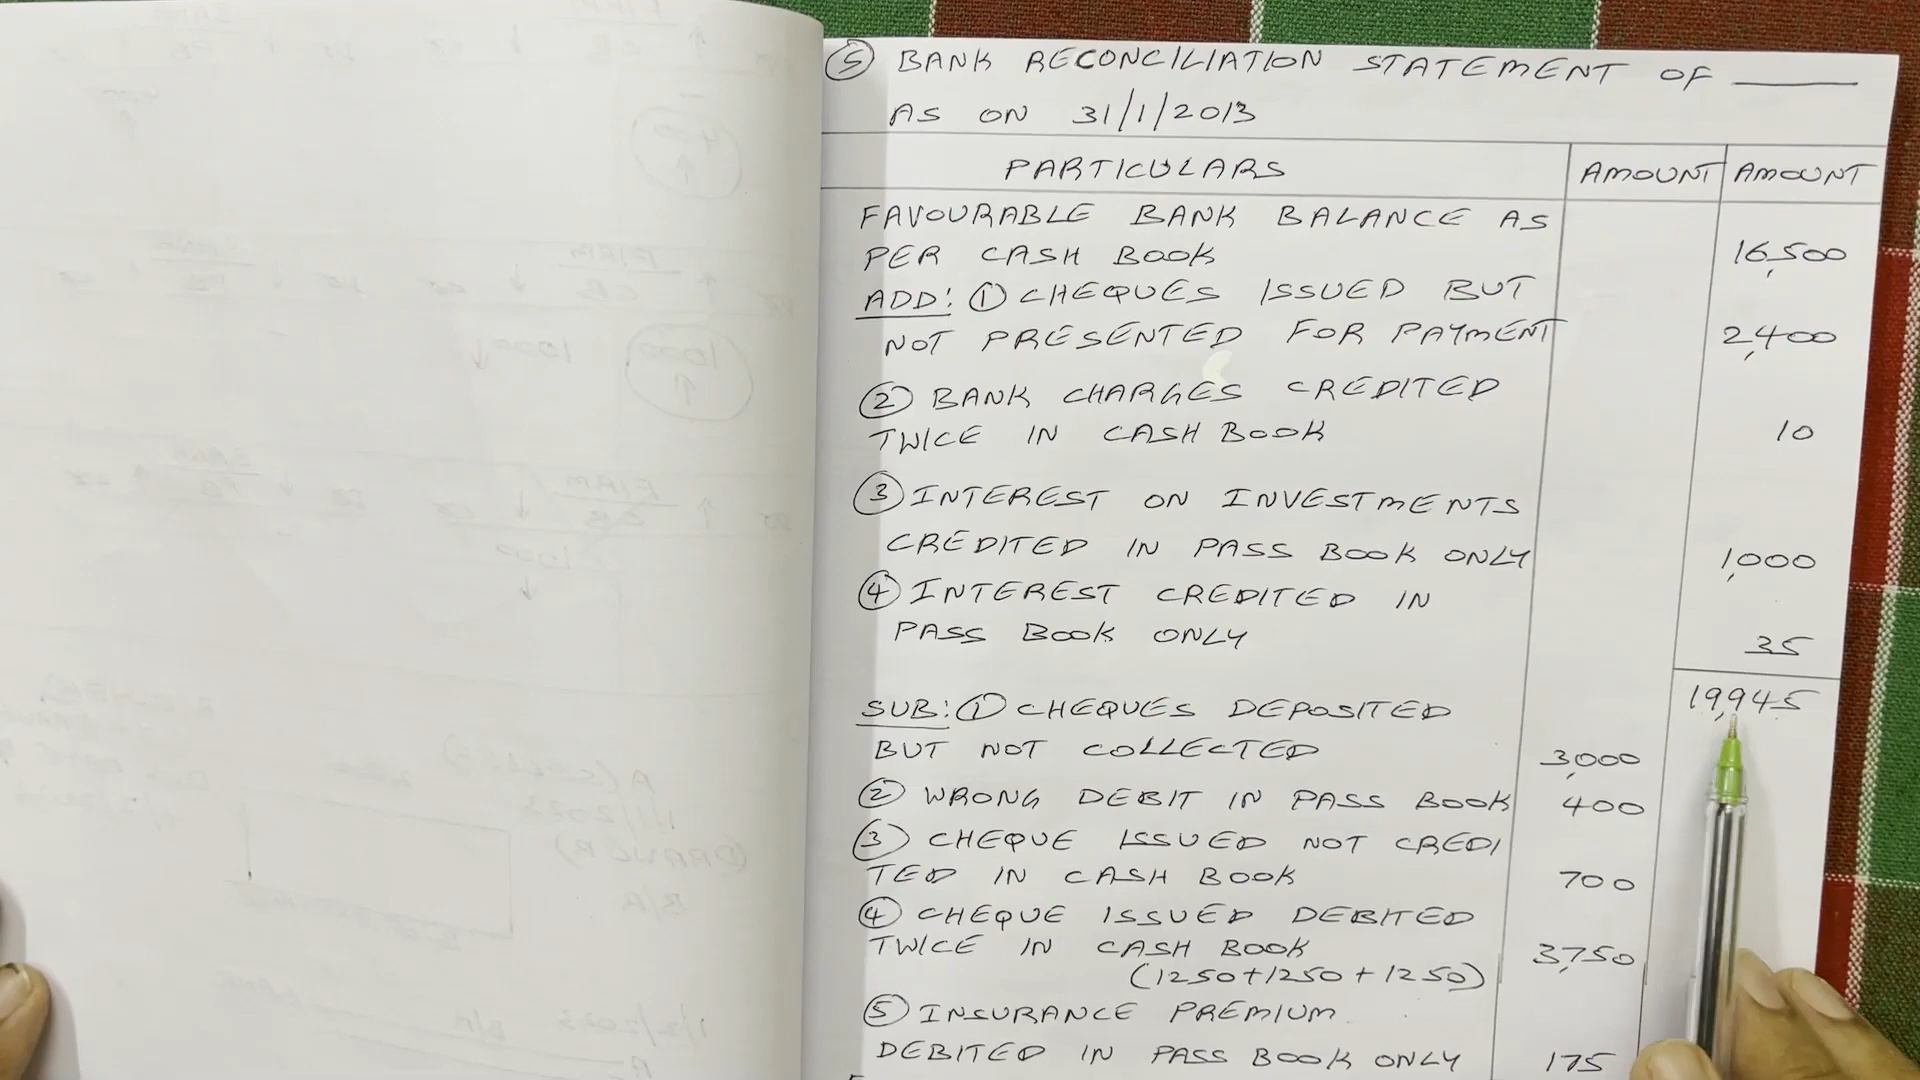 ⑤ BANK RECONCILIATION STATEMENT OF ____
AS ON 31/1/2013
PARTICULARS AMOUNT AMOUNT
FAVOURABLE BANK BALANCE AS
PER CASH BOOK 16,500
ADD: ① CHEQUES ISSUED BUT
NOT PRESENTED FOR PAYMENT 2,400
② BANK CHARGES CREDITED
TWICE IN CASH BOOK 10
③ INTEREST ON INVESTMENTS
CREDITED IN PASS BOOK ONLY 1,000
④ INTEREST CREDITED IN
PASS BOOK ONLY 35
19,945
SUB: ① CHEQUES DEPOSITED
BUT NOT COLLECTED 3,000
② WRONG DEBIT IN PASS BOOK 400
③ CHEQUE ISSUED NOT CREDI
TED IN CASH BOOK 700
④ CHEQUE ISSUED DEBITED
TWICE IN CASH BOOK 3,750
(1250+1250+1250)
⑤ INSURANCE PREMIUM
DEBITED IN PASS BOOK ONLY 175